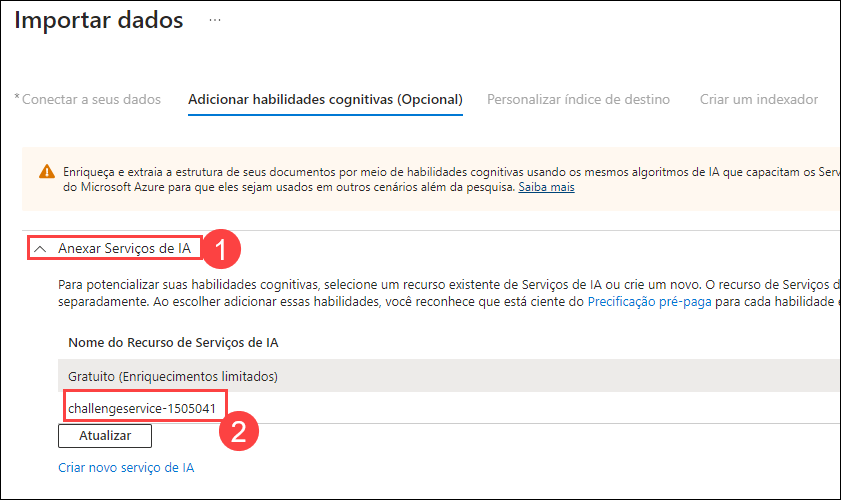 Importar dados ...
* Conectar a seus dados Adicionar habilidades cognitivas (Opcional) Personalizar índice de destino Criar um indexador
Enriqueça e extraia a estrutura de seus documentos por meio de habilidades cognitivas usando os mesmos algoritmos de IA que capacitam os Serv
do Microsoft Azure para que eles sejam usados em outros cenários além da pesquisa. Saiba mais
Anexar Serviços de IA 1
Para potencializar suas habilidades cognitivas, selecione um recurso existente de Serviços de IA ou crie um novo. O recurso de Serviços d
separadamente. Ao escolher adicionar essas habilidades, você reconhece que está ciente do Precificação pré-paga para cada habilidade
Nome do Recurso de Serviços de IA
Gratuito (Enriquecimentos limitados)
challengeservice-1505041
2
Atualizar
Criar novo serviço de IA